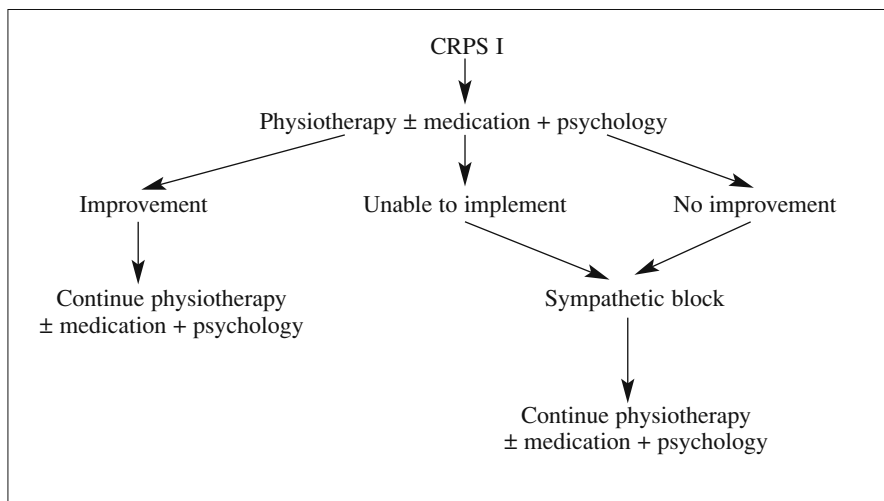 CRPS I
Physiotherapy ± medication + psychology
Improvement
Unable to implement
No improvement
Continue physiotherapy
± medication + psychology
Sympathetic block
Continue physiotherapy
± medication + psychology